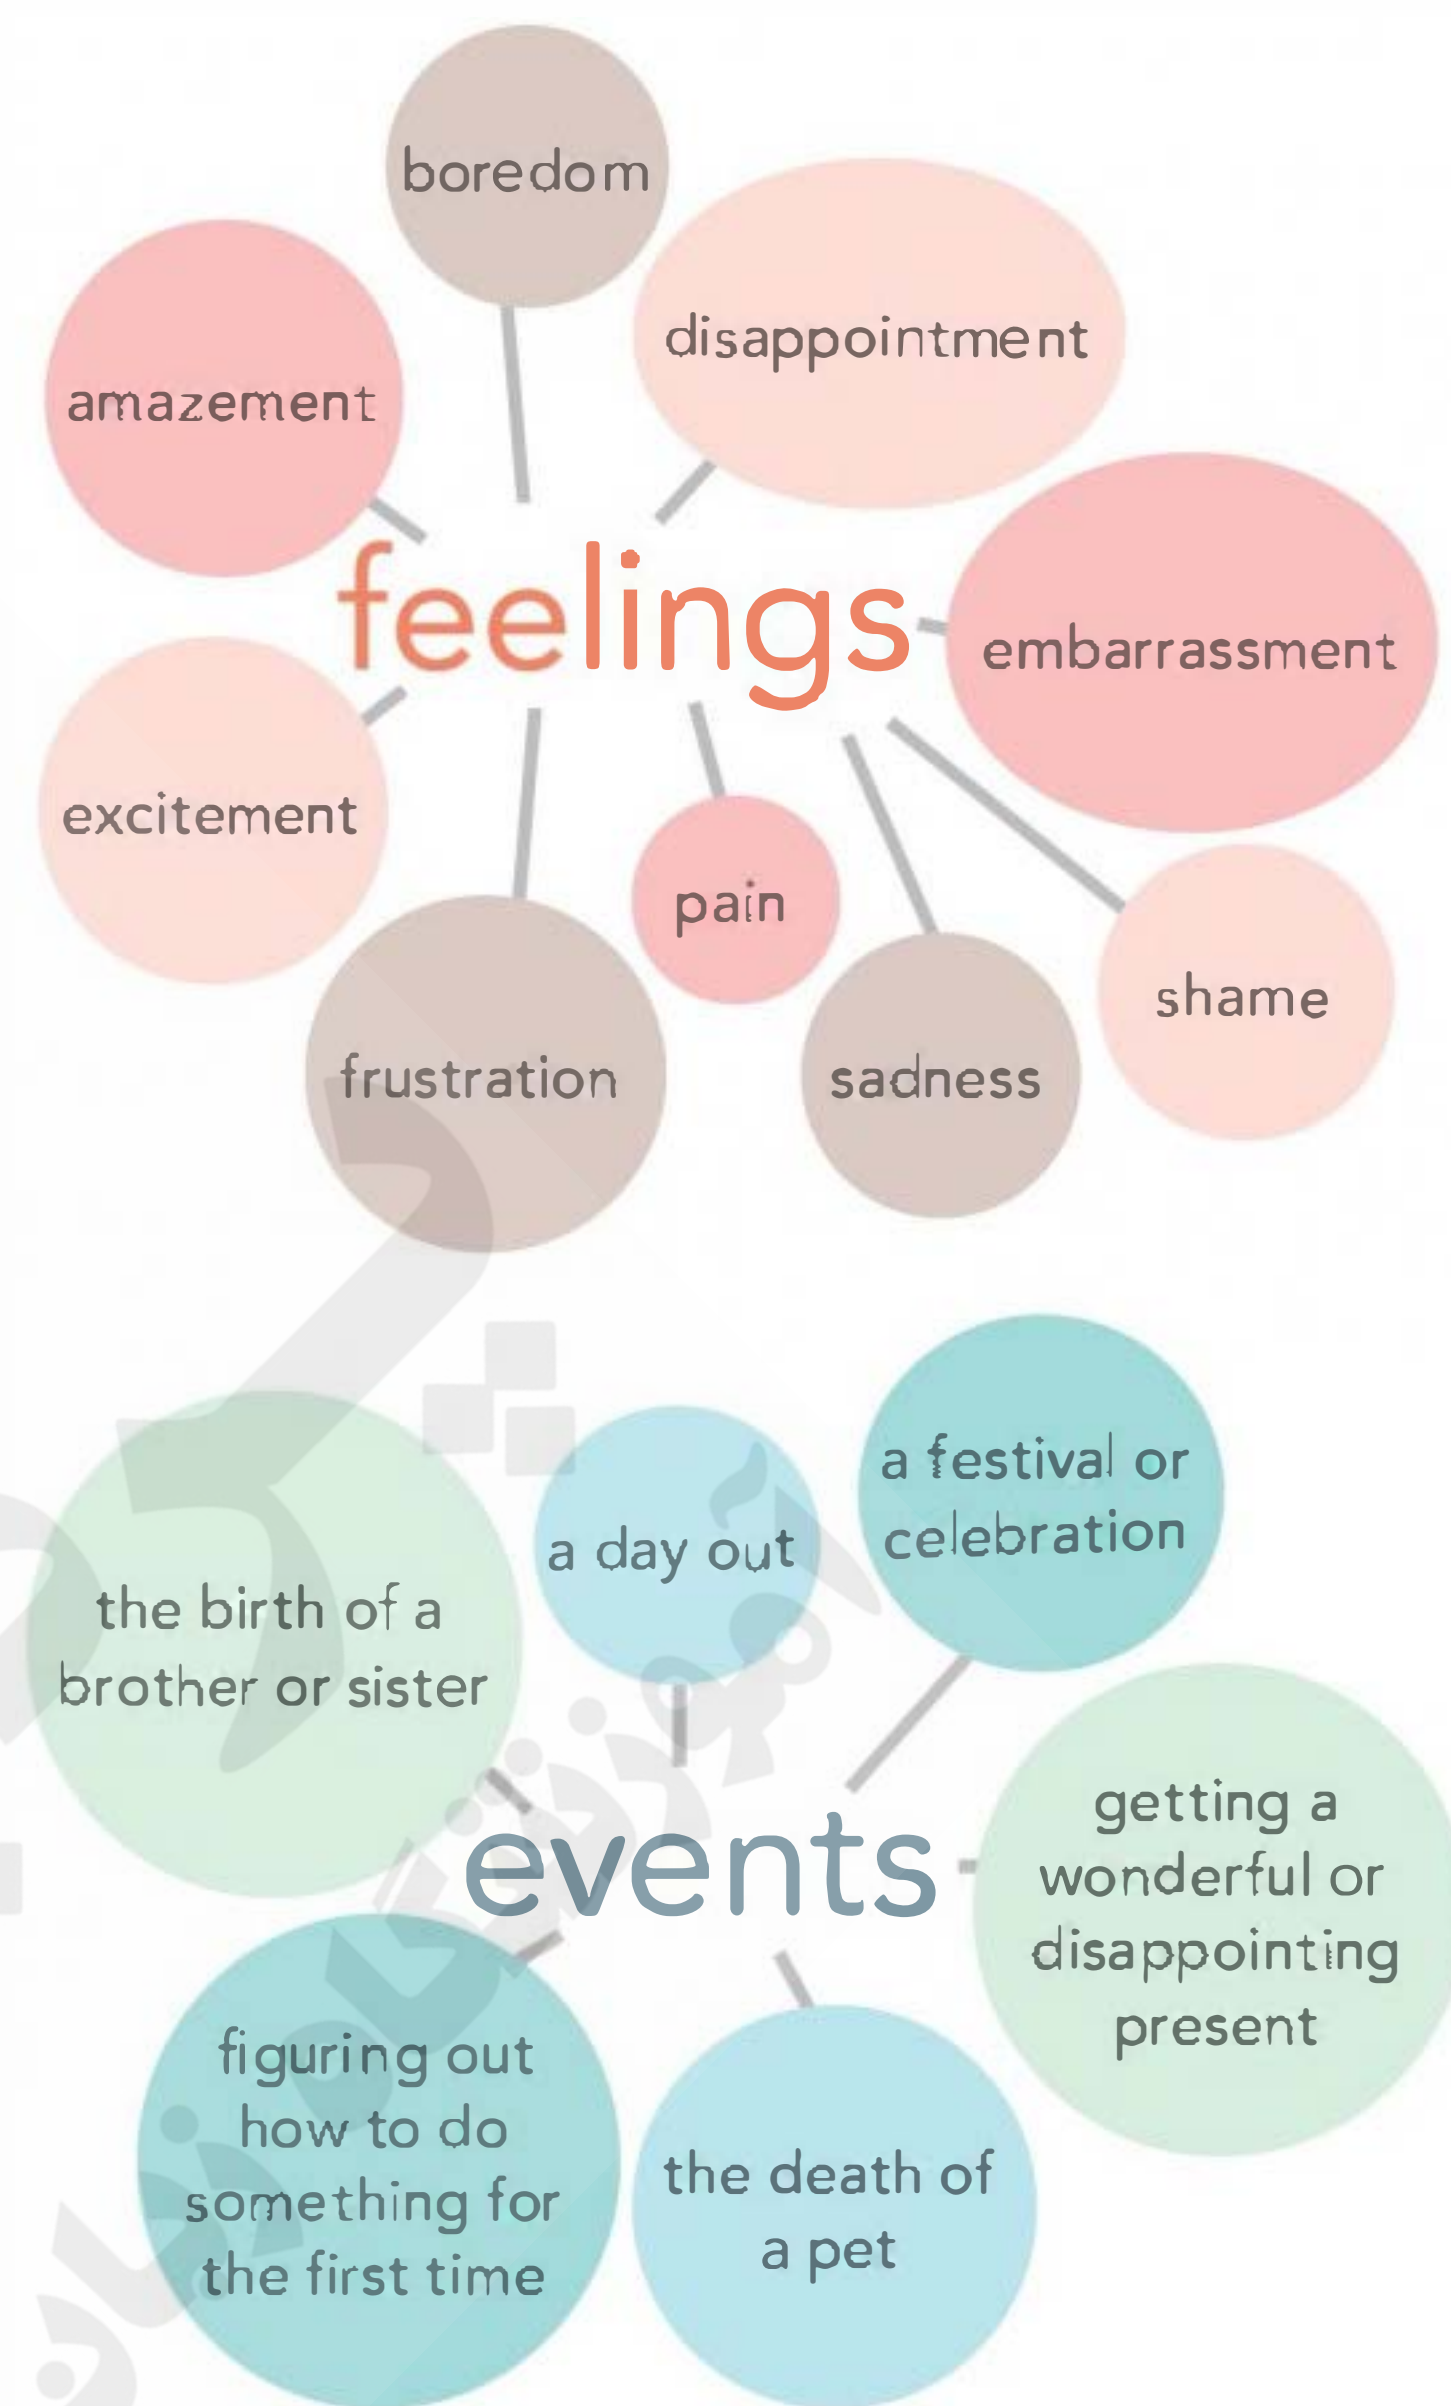 boredom
disappointment
amazement
feelings
embarrassment
excitement
pain
shame
frustration
sadness
a festival or
celebration
a day out
the birth of a
brother or sister
getting a
wonderful or
disappointing
present
events
figuring out
how to do
something for
the first time
the death of
a pet
آموزشگاه زبان